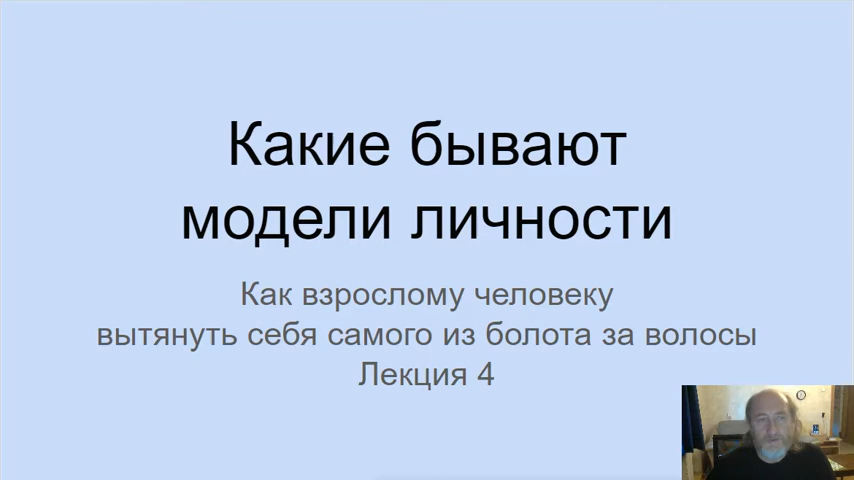 Какие бывают
модели личности
Как взрослому человеку
вытянуть себя самого из болота за волосы
Лекция 4